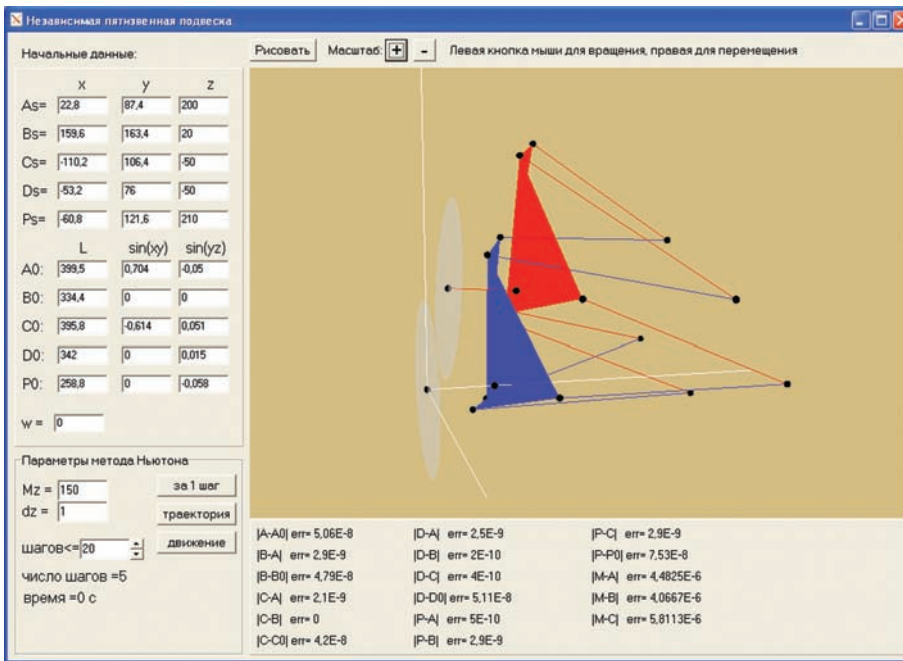 Независимая пятизвенная подвеска
Начальные данные:
Рисовать Масштаб: + - Левая кнопка мыши для вращения, правая для перемещения
x y z
As= 22,8 87,4 200
Bs= 159,6 163,4 20
Cs= -110,2 106,4 -50
Ds= -53,2 76 -50
Ps= -60,8 121,6 210
L sin(xy) sin(yz)
A0: 399,5 0,704 -0,05
B0: 334,4 0 0
C0: 395,8 -0,614 0,051
D0: 342 0 0,015
P0: 258,8 0 -0,058
w = 0
Параметры метода Ньютона
Mz = 150 за 1 шаг
dz = 1 траектория
шагов<= 20 движение
число шагов =5
время =0 с
|A-A0| err= 5,06E-8 |D-A| err= 2,5E-9 |P-C| err= 2,9E-9
|B-A| err= 2,9E-9 |D-B| err= 2E-10 |P-P0| err= 7,53E-8
|B-B0| err= 4,79E-8 |D-C| err= 4E-10 |M-A| err= 4,4825E-6
|C-A| err= 2,1E-9 |D-D0| err= 5,11E-8 |M-B| err= 4,0667E-6
|C-B| err= 0 |P-A| err= 5E-10 |M-C| err= 5,8113E-6
|C-C0| err= 4,2E-8 |P-B| err= 2,9E-9